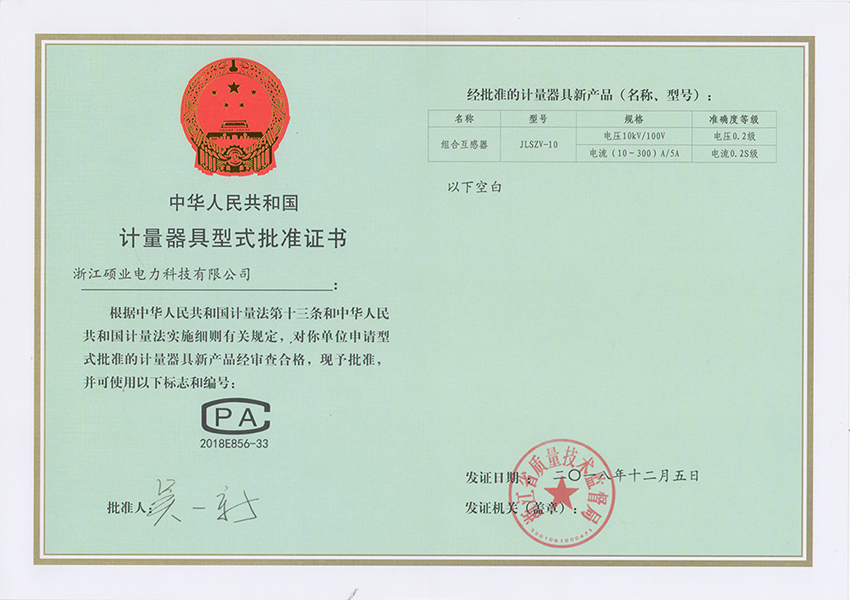 中华人民共和国
计量器具型式批准证书
浙江硕业电力科技有限公司：
根据中华人民共和国计量法第十三条和中华人民
共和国计量法实施细则有关规定，对你单位申请型
式批准的计量器具新产品经审查合格，现予批准，
并可使用以下标志和编号：
CPA
2018E856-33
批准人：吴一新
经批准的计量器具新产品（名称、型号）：
名称 型号 规格 准确度等级
组合互感器 JLSZV-10 电压10kV/100V 电压0.2级
电流（10～300）A/5A 电流0.2S级
以下空白
发证日期：二〇一八年十二月五日
发证机关（盖章）：
浙江省质量技术监督局